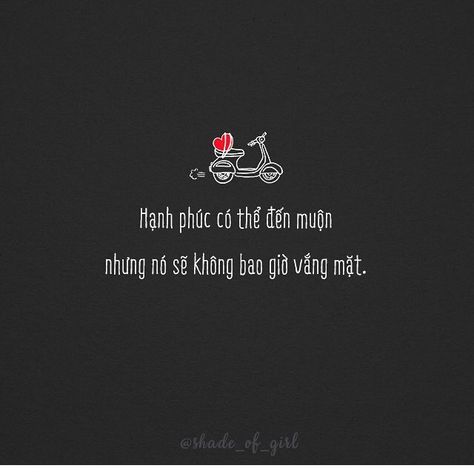 Hạnh phúc có thể đến muộn
nhưng nó sẽ không bao giờ vắng mặt.
@shade_of_girl